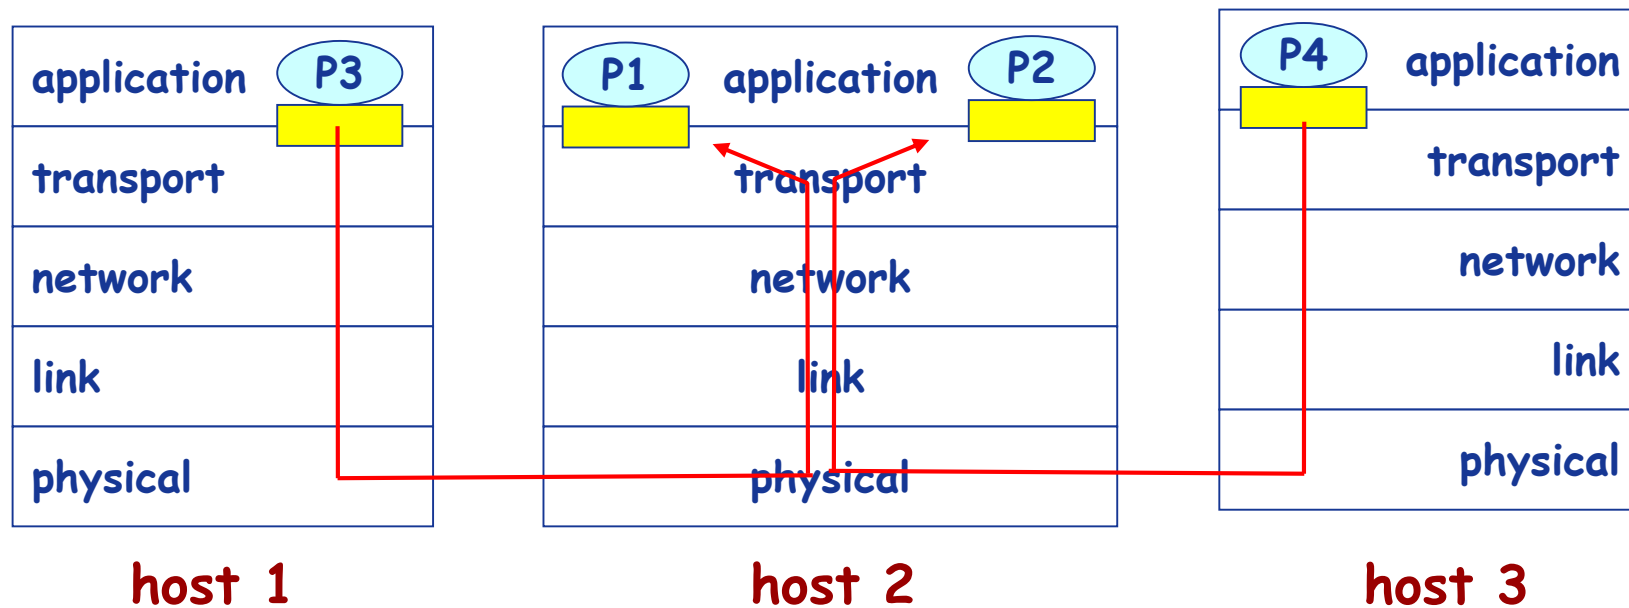 application P3
transport
network
link
physical
host 1
P1 application P2
transport
network
link
physical
host 2
P4 application
transport
network
link
physical
host 3